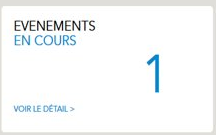 EVENEMENTS
EN COURS
1
VOIR LE DÉTAIL >